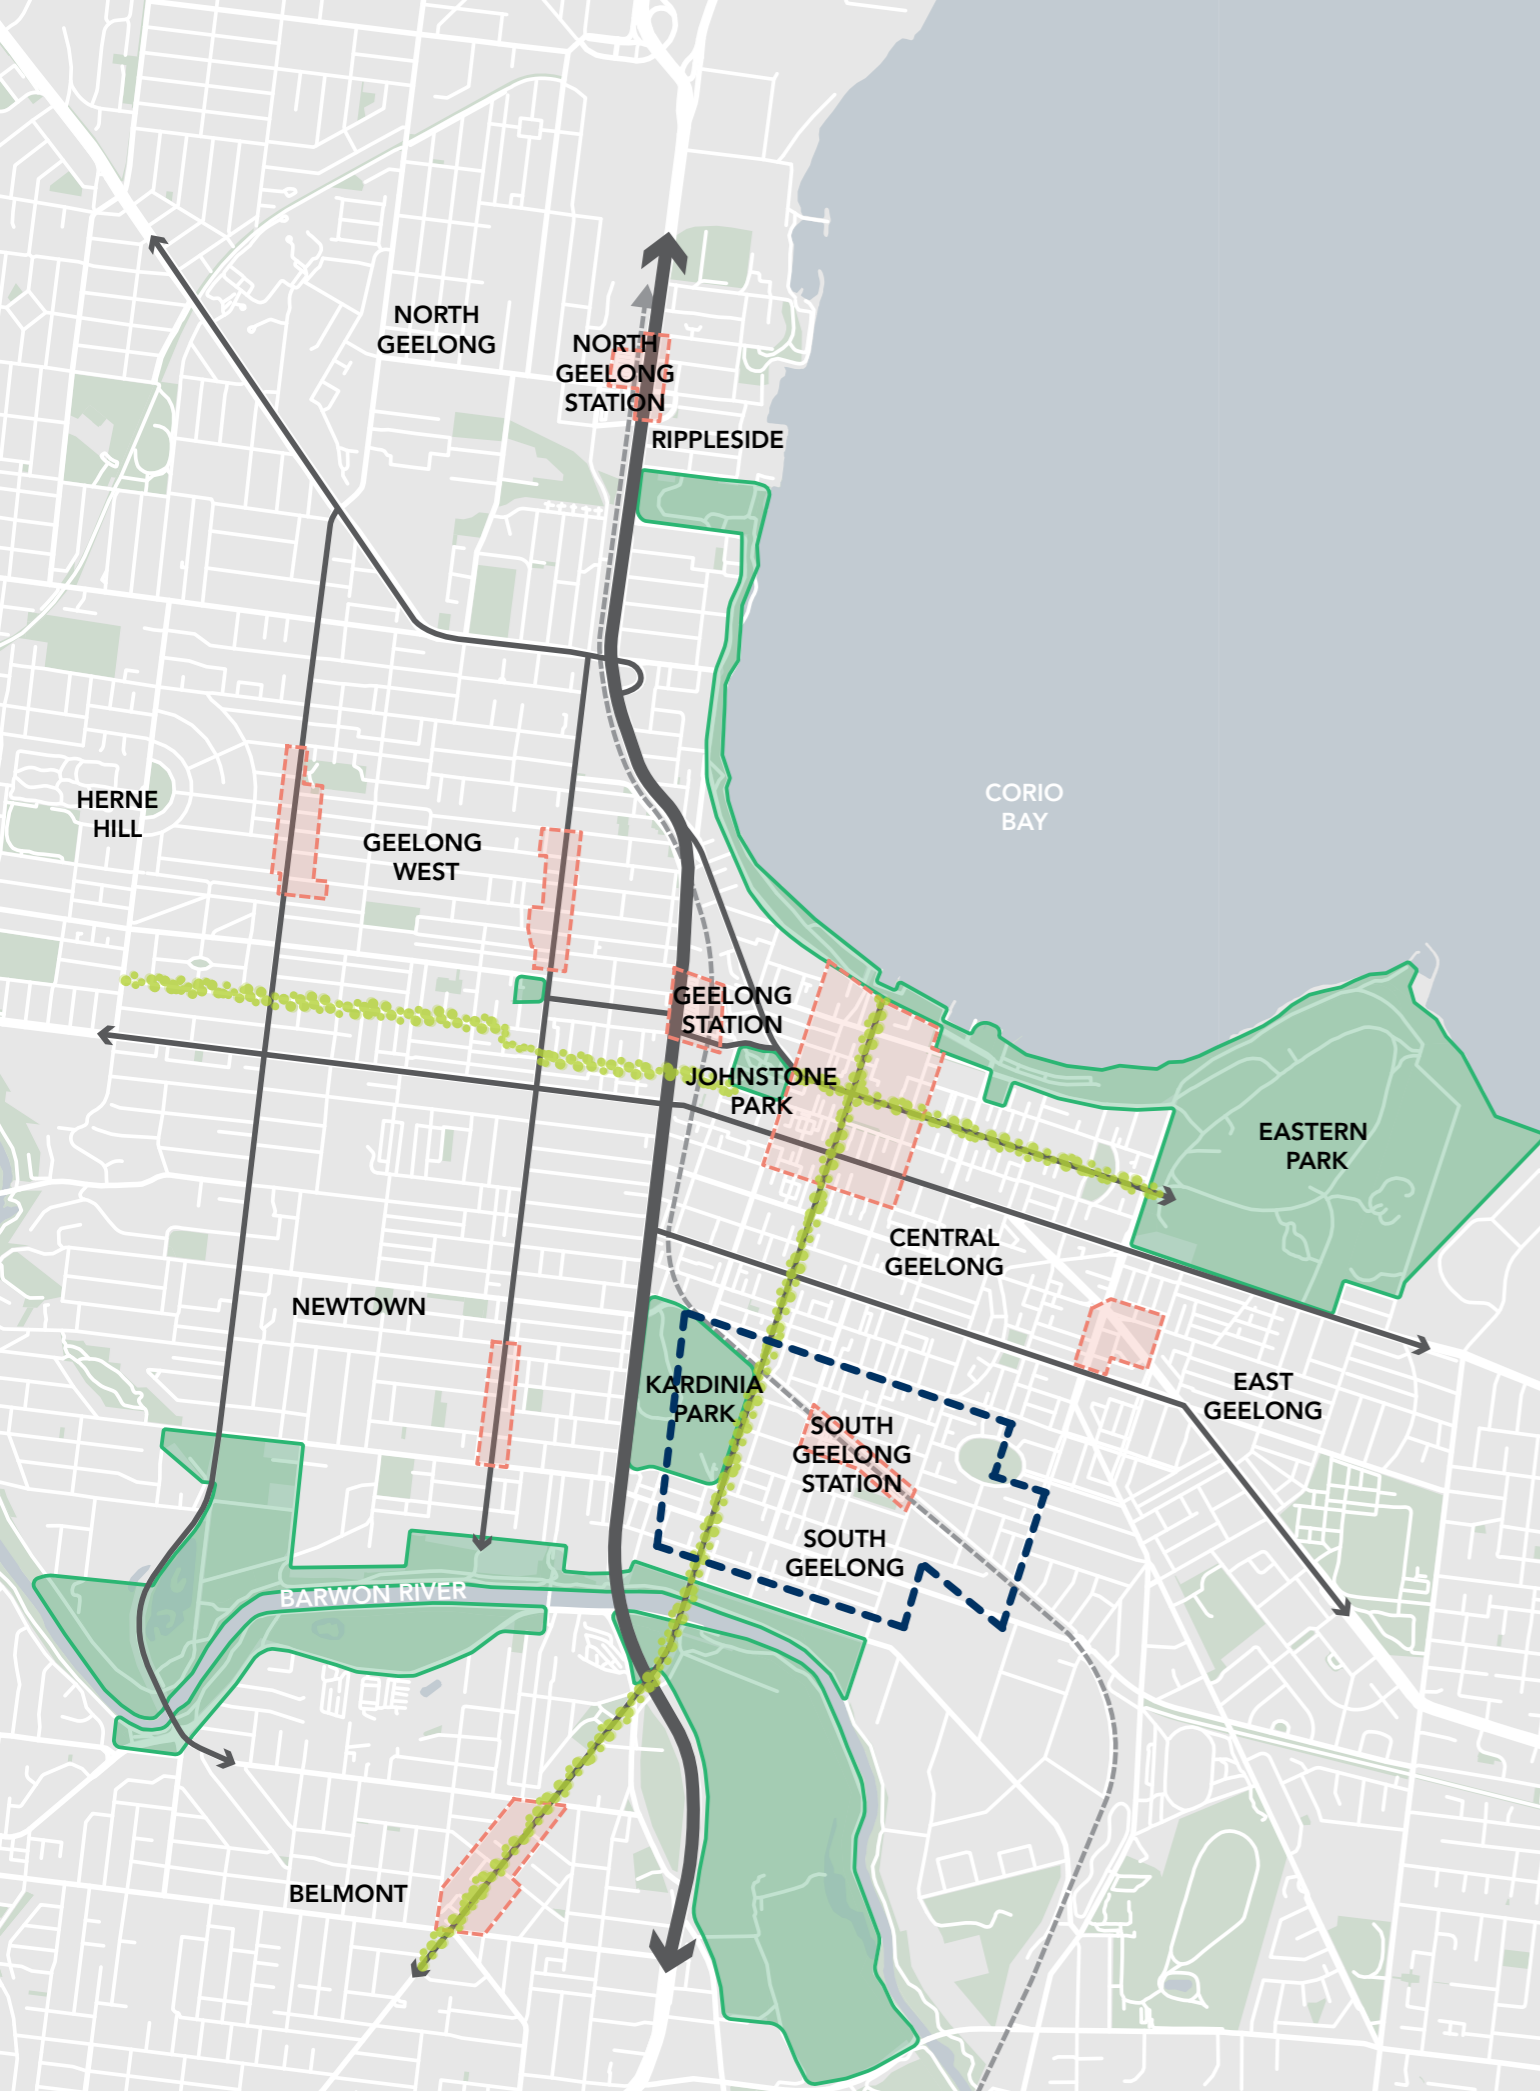 NORTH
GEELONG
NORTH
GEELONG
STATION
RIPPLESIDE
HERNE
HILL
GEELONG
WEST
CORIO
BAY
GEELONG
STATION
JOHNSTONE
PARK
EASTERN
PARK
CENTRAL
GEELONG
NEWTOWN
KARDINIA
PARK
EAST
GEELONG
SOUTH
GEELONG
STATION
SOUTH
GEELONG
BARWON RIVER
BELMONT